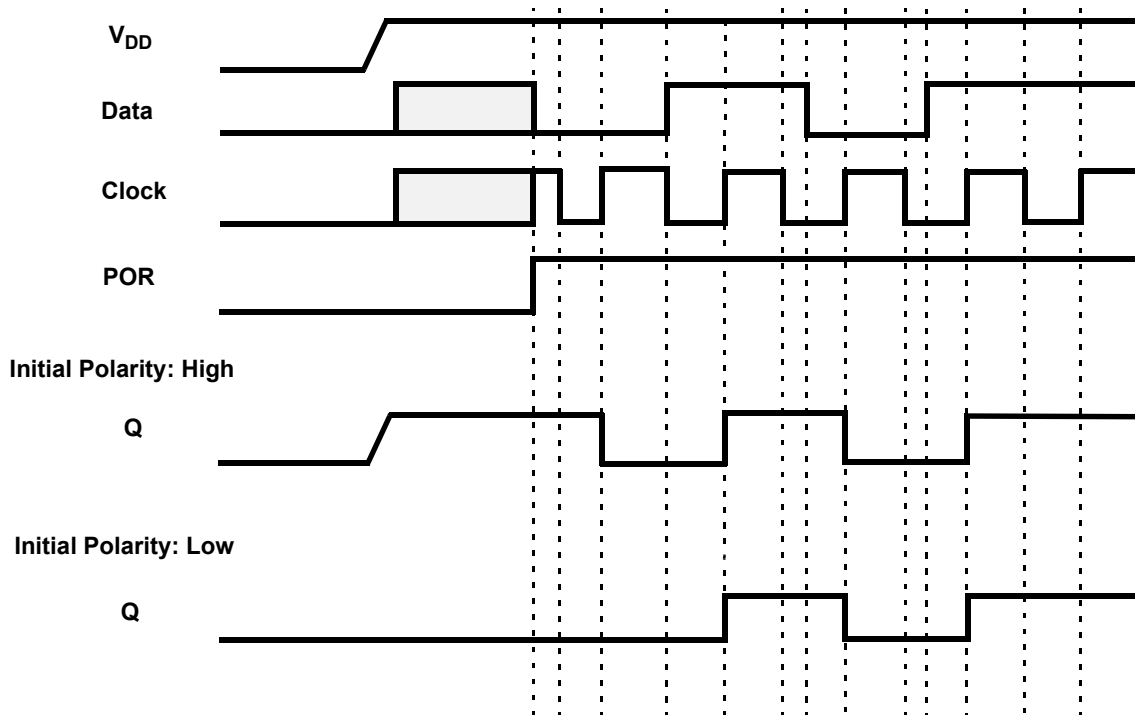 VDD
Data
Clock
POR
Initial Polarity: High
Q
Initial Polarity: Low
Q